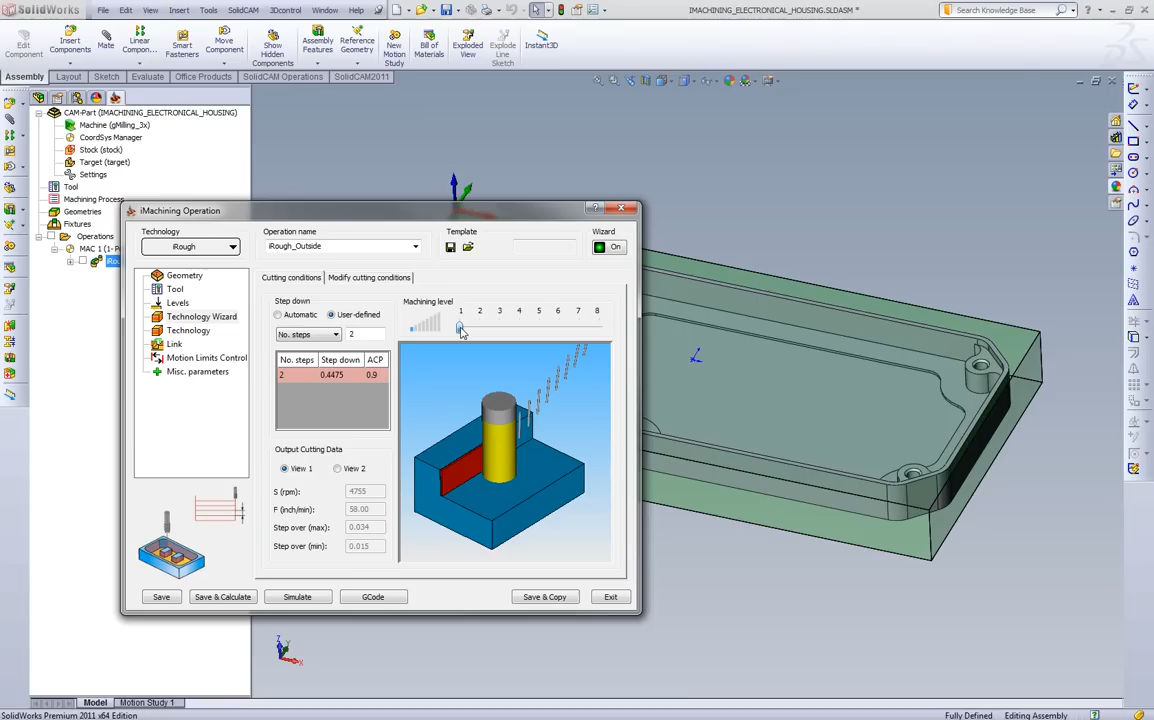 SolidWorks File Edit View Insert Tools SolidCAM Window Help IMACHINING_ELECTRONICAL_HOUSING.SLDASM * Search Knowledge Base
Edit Component
Insert Components
Mate
Linear Compon...
Smart Fasteners
Move Component
Show Hidden Components
Assembly Features
Reference Geometry
New Motion Study
Bill of Materials
Exploded View
Explode Line Sketch
Instant3D
Assembly Layout Sketch Evaluate Office Products SolidCAM Operations SolidCAM2011
CAM-Part (IMACHINING_ELECTRONICAL_HOUSING)
Machine (gMilling_3x)
CoordSys Manager
Stock (stock)
Target (target)
Settings
Tool
Machining Process
Geometries
Fixtures
Operations
MAC 1 (1-
iMachining Operation
Technology
iRough
Operation name
iRough_Outside
Template
Wizard
On
Geometry
Tool
Levels
Technology Wizard
Technology
Link
Motion Limits Control
Misc. parameters
Cutting conditions Modify cutting conditions
Step down
Automatic User-defined
No. steps 2
No. steps Step down ACP
2 0.4475 0.9
Machining level
1 2 3 4 5 6 7 8
Output Cutting Data
View 1 View 2
S (rpm): 4755
F (inch/min): 58.00
Step over (max): 0.034
Step over (min): 0.015
Save Save & Calculate Simulate GCode Save & Copy Exit
Z Y X
Model Motion Study 1
SolidWorks Premium 2011 x64 Edition Fully Defined Editing Assembly